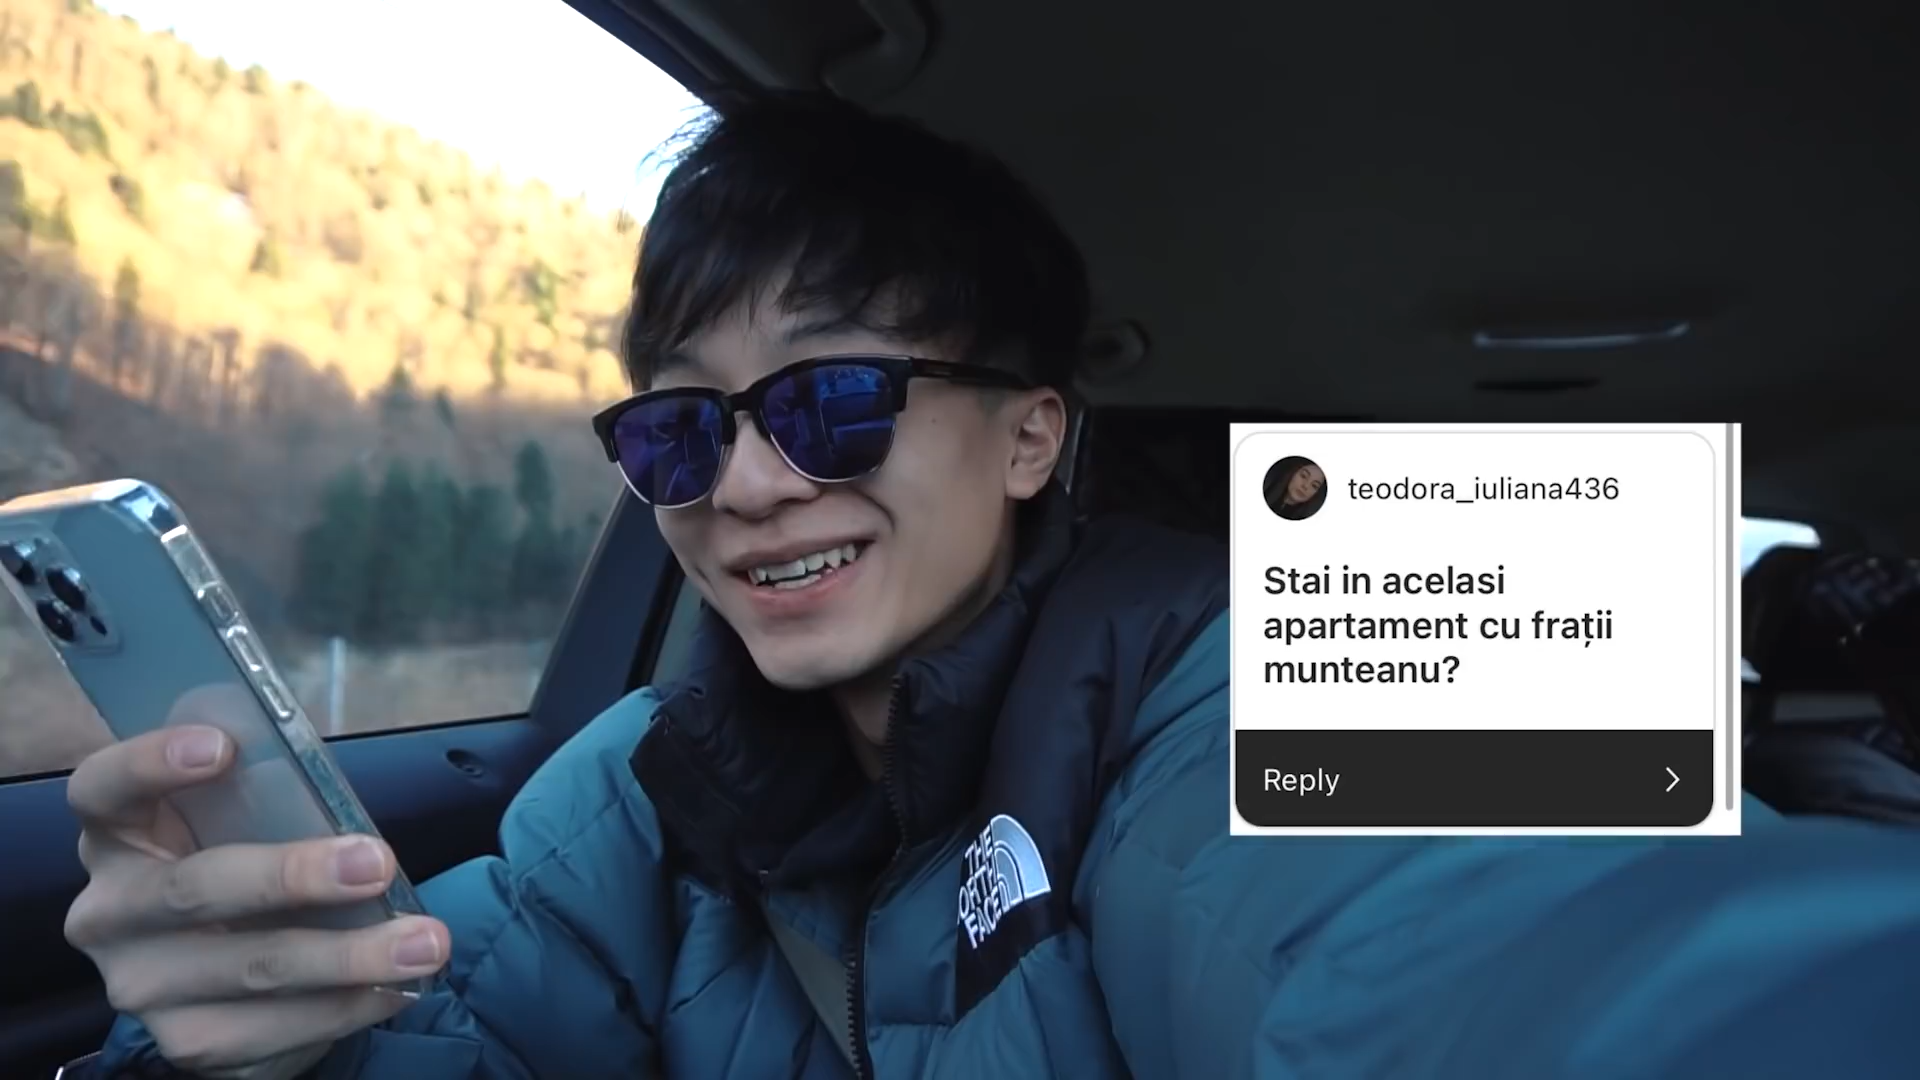 teodora_iuliana436
Stai in acelasi
apartament cu frații
munteanu?
Reply
THE
NORTH
FACE